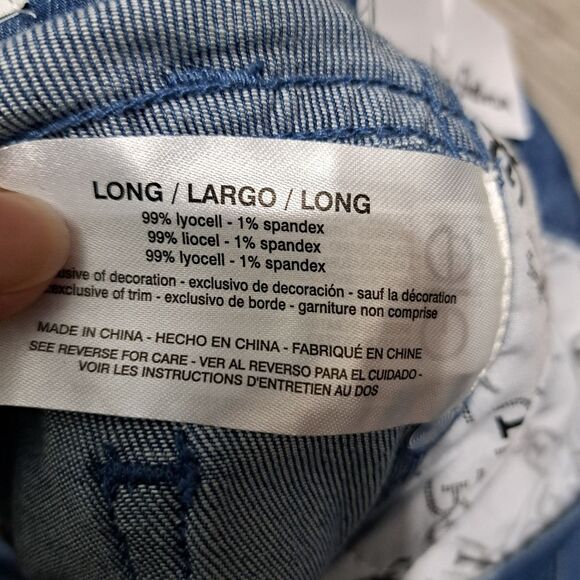 LONG / LARGO / LONG
99% lyocell - 1% spandex
99% liocel - 1% spandex
99% lyocell - 1% spandex
of decoration - exclusivo de decoración - sauf la décoration
exclusive of trim - exclusivo de borde - garniture non comprise
MADE IN CHINA - HECHO EN CHINA - FABRIQUÉ EN CHINE
SEE REVERSE FOR CARE - VER AL REVERSO PARA EL CUIDADO -
VOIR LES INSTRUCTIONS D'ENTRETIEN AU DOS